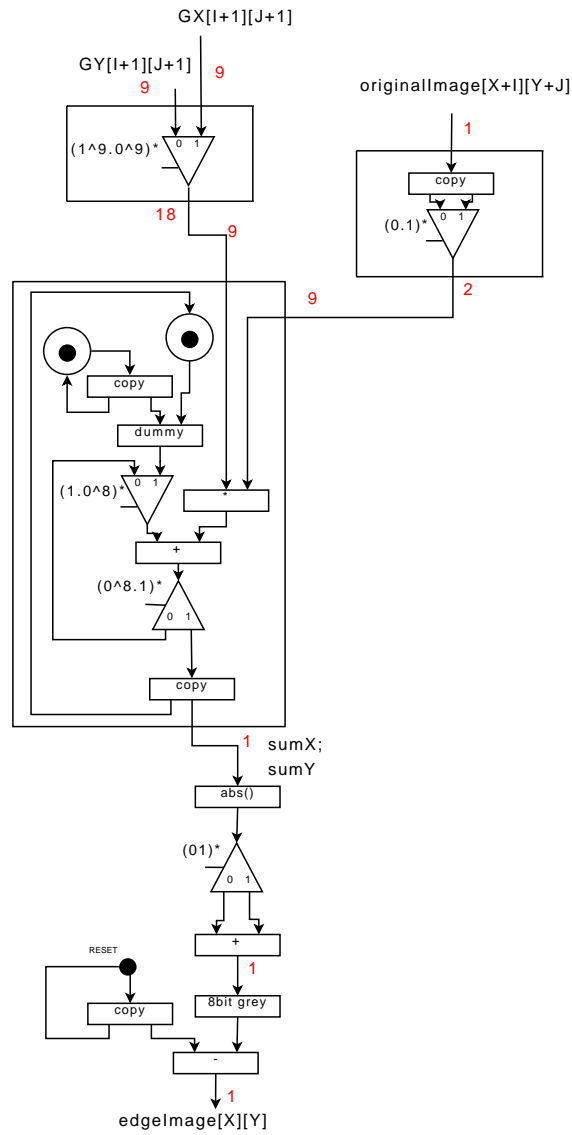 GX[I+1][J+1]
GY[I+1][J+1]
9
9
originalImage[X+I][Y+J]
1
0 1
(1^9.0^9)*
copy
0 1
(0.1)*
18
9
2
9
copy
dummy
0 1
(1.0^8)*
*
+
(0^8.1)*
0 1
copy
1
sumX;
sumY
abs()
(01)*
0 1
+
RESET
1
8bit grey
copy
-
1
edgeImage[X][Y]